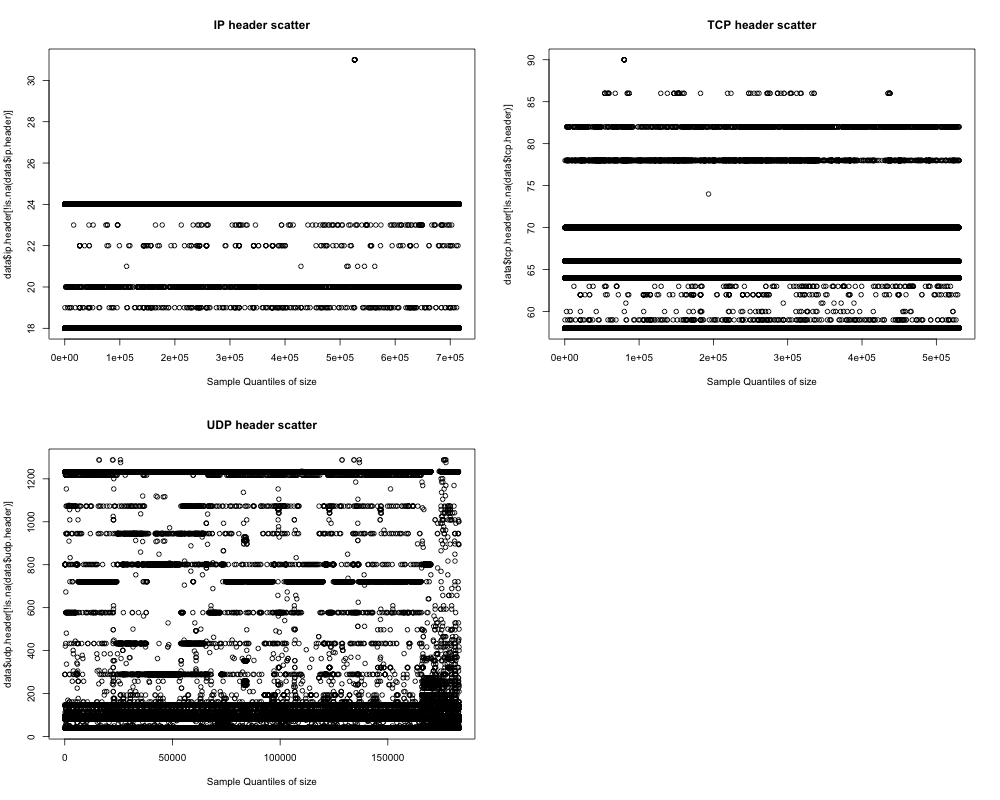 IP header scatter
data$ip.header[!is.na(data$ip.header)]
18 20 22 24 26 28 30
0e+00 1e+05 2e+05 3e+05 4e+05 5e+05 6e+05 7e+05
Sample Quantiles of size
TCP header scatter
data$tcp.header[!is.na(data$tcp.header)]
60 65 70 75 80 85 90
0e+00 1e+05 2e+05 3e+05 4e+05 5e+05
Sample Quantiles of size
UDP header scatter
data$udp.header[!is.na(data$udp.header)]
0 200 400 600 800 1000 1200
0 50000 100000 150000
Sample Quantiles of size